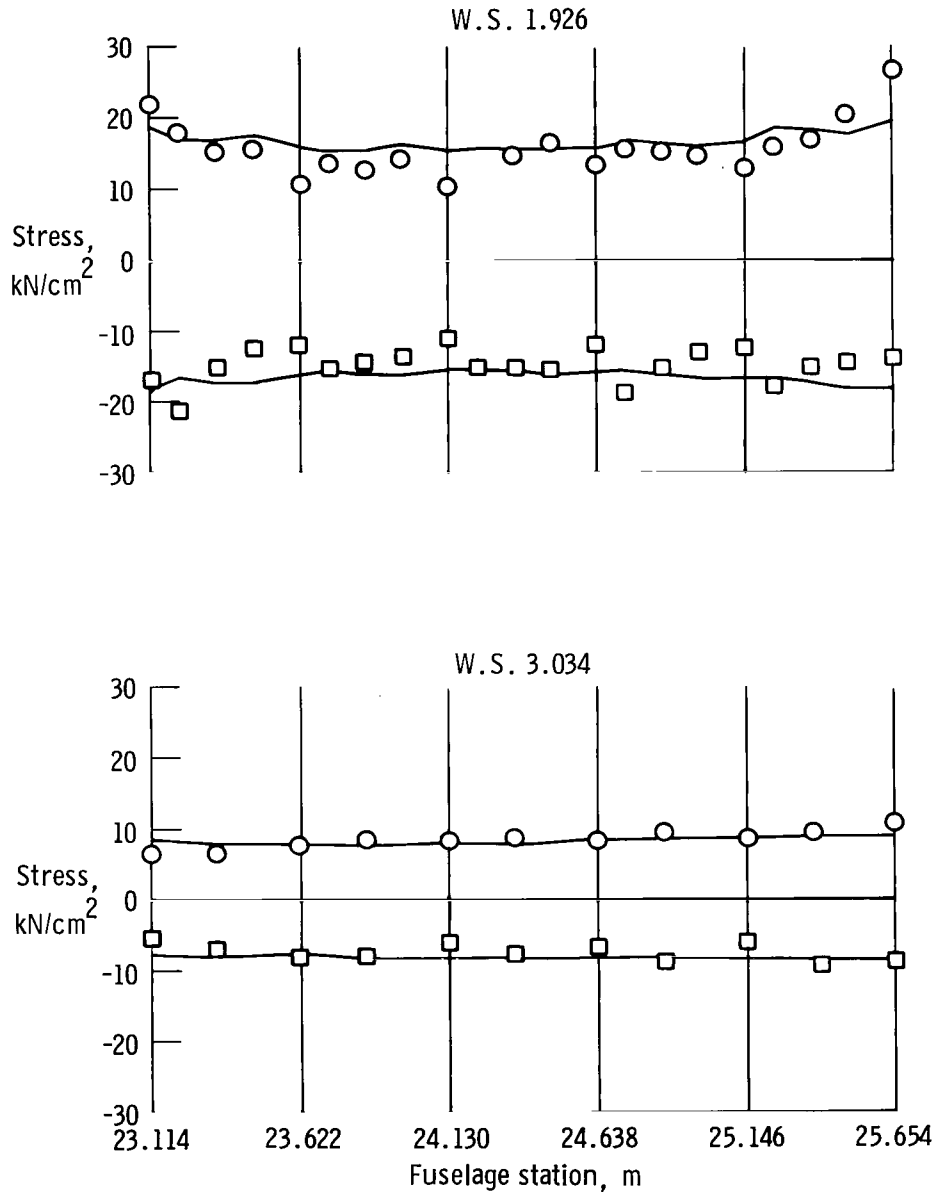 W.S. 1.926
30
20
10
Stress,
kN/cm2
0
-10
-20
-30
W.S. 3.034
30
20
10
Stress,
kN/cm2
0
-10
-20
-30
23.114 23.622 24.130 24.638 25.146 25.654
Fuselage station, m